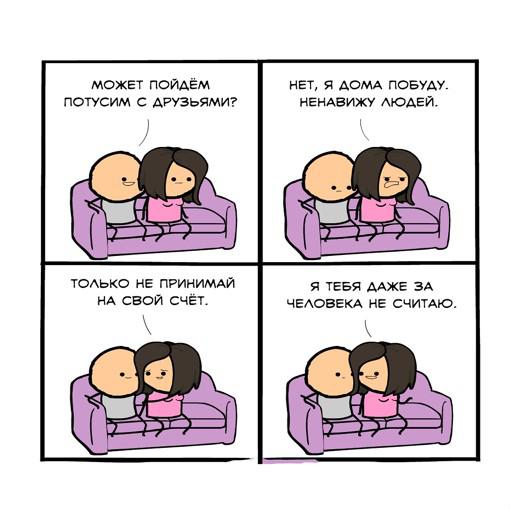 МОЖЕТ ПОЙДЁМ
ПОТУСИМ С ДРУЗЬЯМИ?
НЕТ, Я ДОМА ПОБУДУ.
НЕНАВИЖУ ЛЮДЕЙ.
ТОЛЬКО НЕ ПРИНИМАЙ
НА СВОЙ СЧЁТ.
Я ТЕБЯ ДАЖЕ ЗА
ЧЕЛОВЕКА НЕ СЧИТАЮ.